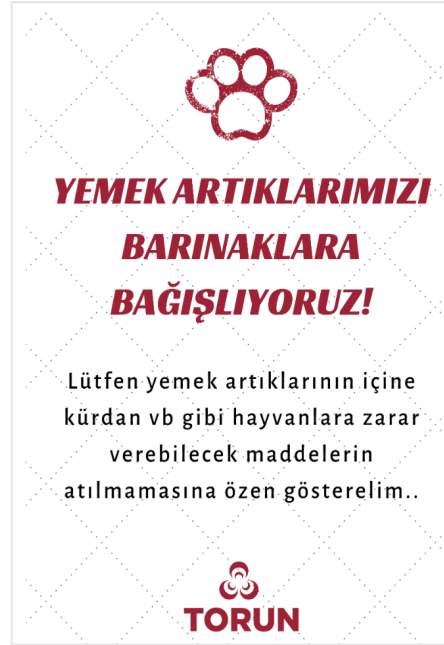 YEMEK ARTIKLARIMIZI
BARINAKLARA
BAĞIŞLIYORUZ!
Lütfen yemek artıklarının içine
kürdan vb gibi hayvanlara zarar
verebilecek maddelerin
atılmamasına özen gösterelim..
TORUN